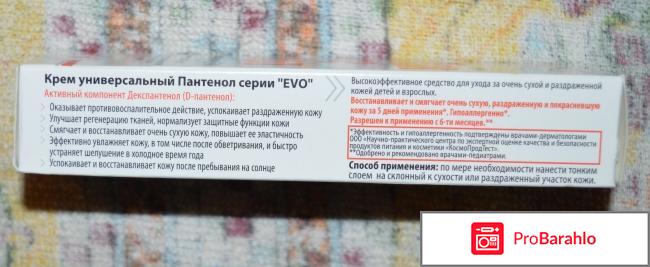 Крем универсальный Пантенол серии "EVO"
Активный компонент Декспантенол (D-пантенол):
Оказывает противовоспалительное действие, успокаивает раздраженную кожу
Улучшает регенерацию тканей, нормализует защитные функции кожи
Смягчает и восстанавливает очень сухую кожу, повышает ее эластичность
Эффективно увлажняет кожу, в том числе после обветривания, и быстро
устраняет шелушение в холодное время года
Успокаивает и восстанавливает кожу после пребывания на солнце
Высокоэффективное средство для ухода за очень сухой и раздраженной
кожей детей и взрослых.
Восстанавливает и смягчает очень сухую, раздраженную и покрасневшую
кожу за 5 дней применения*. Гипоаллергенно*.
Разрешен к применению с 6-ти месяцев.**
*Эффективность и гипоаллергенность подтверждены врачами-дерматологами
ООО «Научно-практического центра по экспертной оценке качества и безопасности
продуктов питания и косметики «КосмоПродТест».
**Одобрено и рекомендовано врачами-педиатрами.
Способ применения: по мере необходимости нанести тонким
слоем на склонный к сухости или раздраженный участок кожи.
ProBarahlo